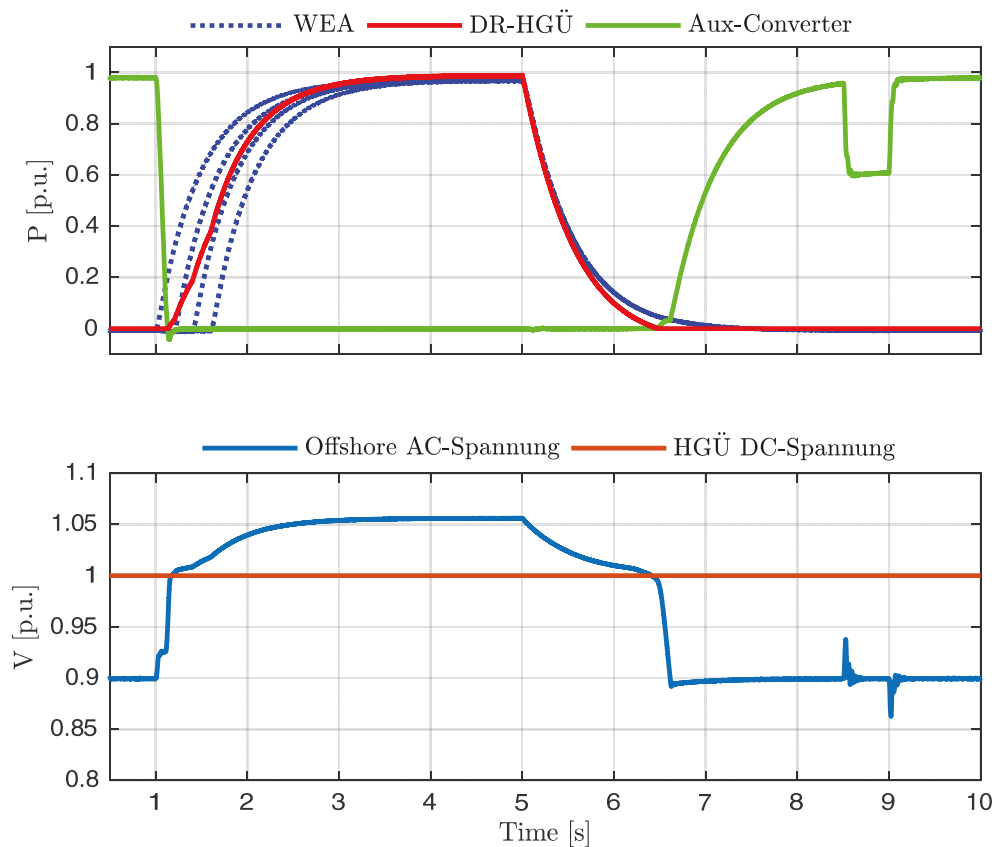 WEA DR-HGÜ Aux-Converter
1
0.8
0.6
0.4
0.2
0
P [p.u.]
Offshore AC-Spannung HGÜ DC-Spannung
1.1
1.05
1
0.95
0.9
0.85
0.8
V [p.u.]
1 2 3 4 5 6 7 8 9 10
Time [s]